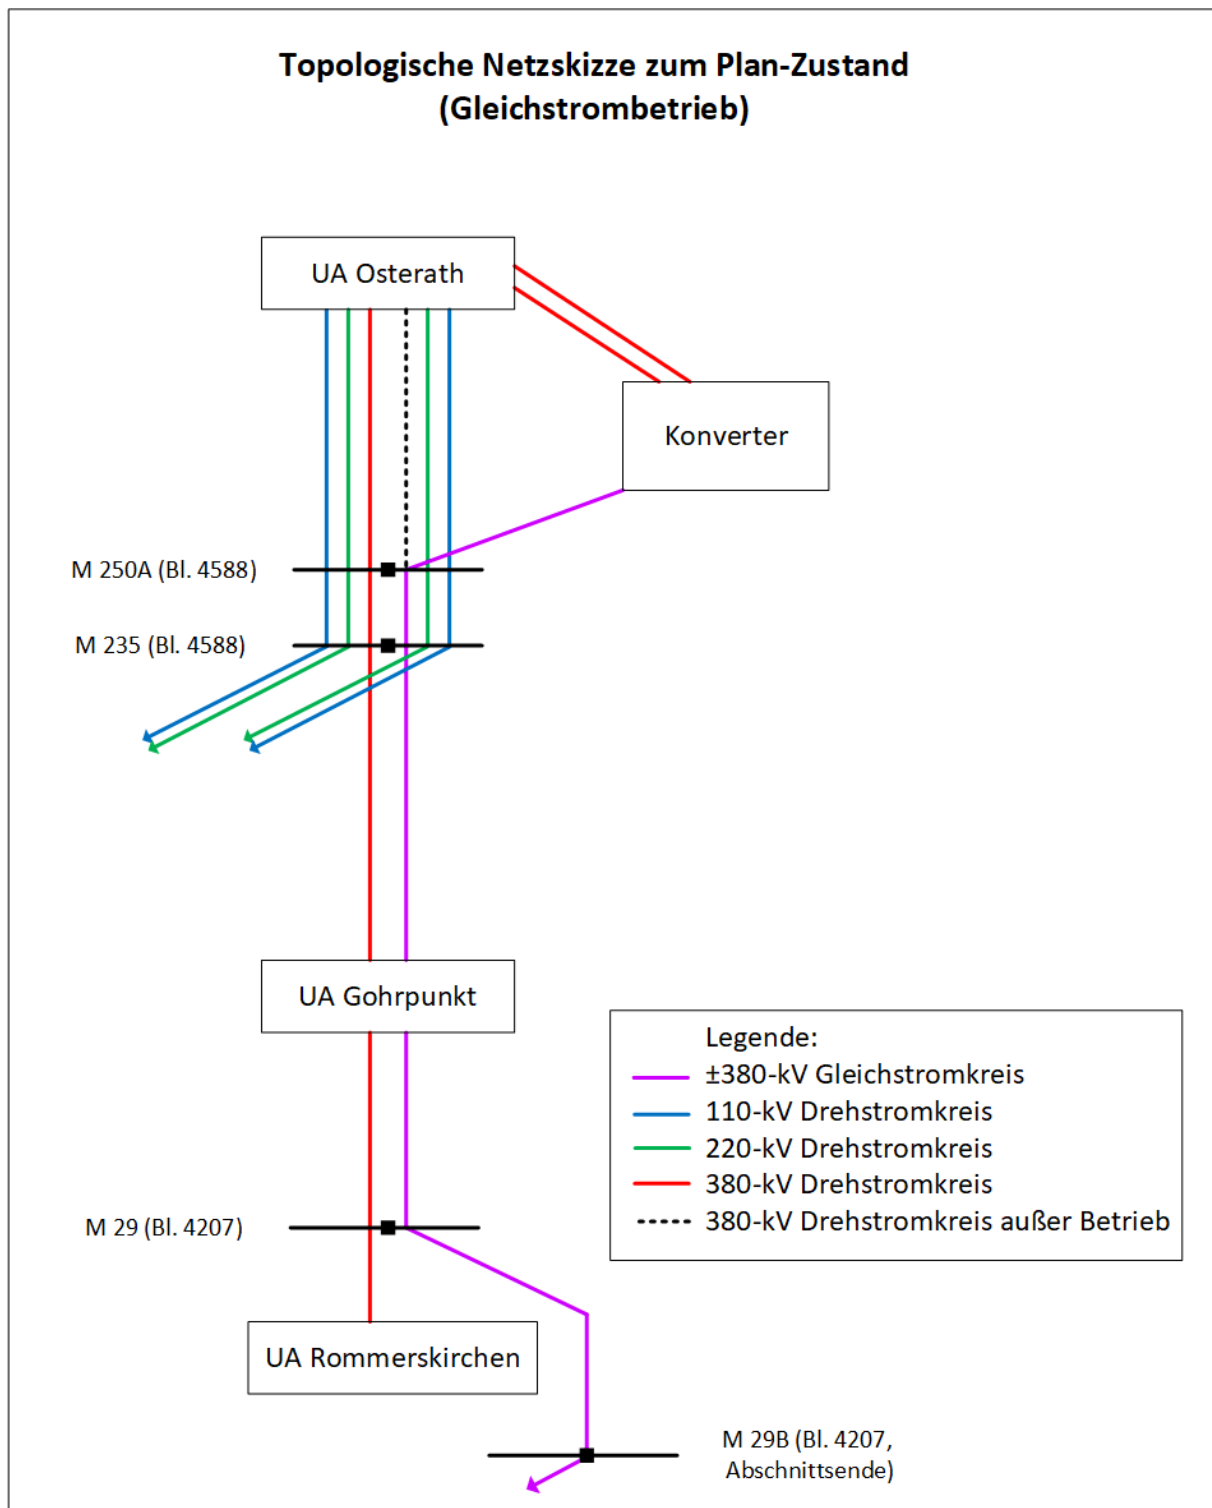 Topologische Netzskizze zum Plan-Zustand
(Gleichstrombetrieb)
UA Osterath
Konverter
M 250A (Bl. 4588)
M 235 (Bl. 4588)
UA Gohrpunkt
Legende:
±380-kV Gleichstromkreis
110-kV Drehstromkreis
220-kV Drehstromkreis
380-kV Drehstromkreis
380-kV Drehstromkreis außer Betrieb
M 29 (Bl. 4207)
UA Rommerskirchen
M 29B (Bl. 4207,
Abschnittsende)